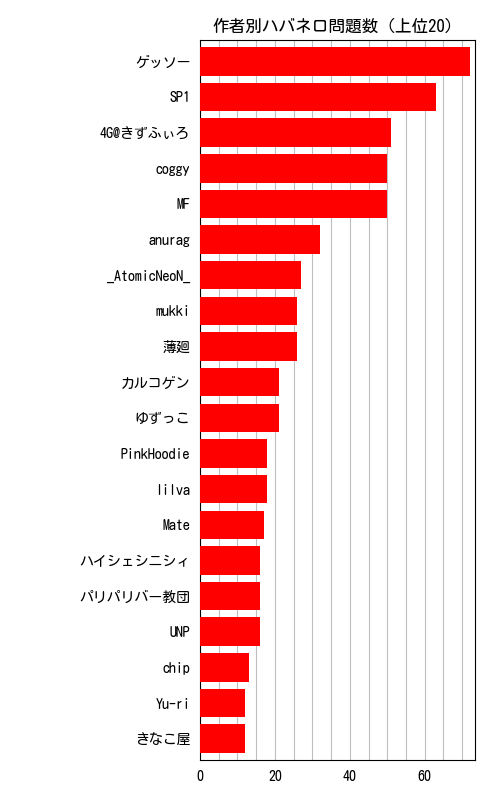 作者別ハバネロ問題数 (上位20)
ゲッソー
SP1
4G@きずふぃろ
coggy
MF
anurag
_AtomicNeoN_
mukki
薄廻
カルコゲン
ゆずっこ
PinkHoodie
lilva
Mate
ハイシェシニシィ
パリパリバー教団
UNP
chip
Yu-ri
きなこ屋
0 20 40 60